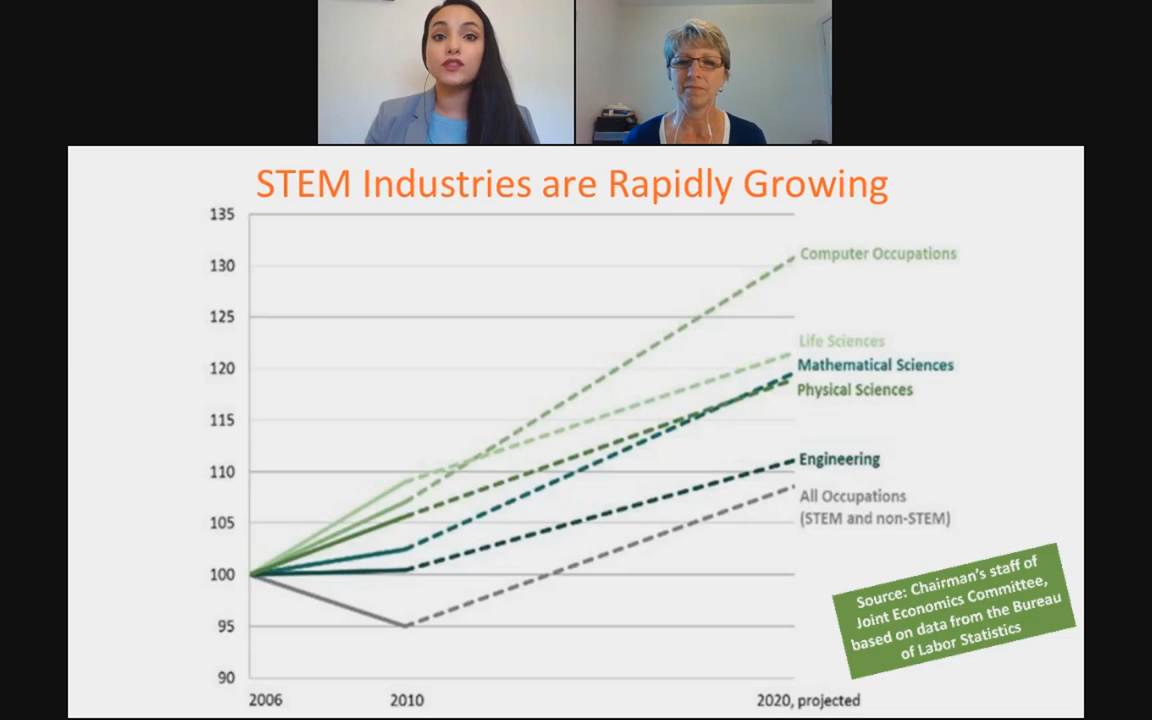 STEM Industries are Rapidly Growing
135
130
125
120
115
110
105
100
95
90
2006
2010
2020, projected
Computer Occupations
Life Sciences
Mathematical Sciences
Physical Sciences
Engineering
All Occupations
(STEM and non-STEM)
Source: Chairman's staff of
Joint Economics Committee,
based on data from the Bureau
of Labor Statistics